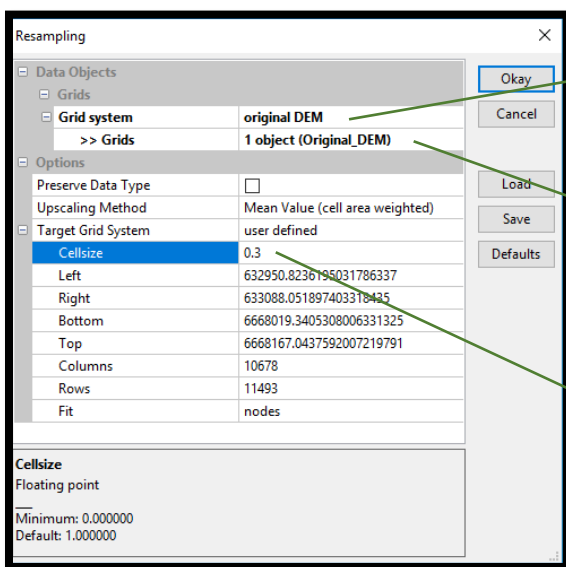 Resampling
Data Objects
Grids
Grid system original DEM
>> Grids 1 object (Original_DEM)
Options
Preserve Data Type
Upscaling Method Mean Value (cell area weighted)
Target Grid System user defined
Cellsize 0.3
Left 632950.8236195031786337
Right 633088.051897403318435
Bottom 6668019.3405308006331325
Top 6668167.0437592007219791
Columns 10678
Rows 11493
Fit nodes
Okay
Cancel
Load
Save
Defaults
Cellsize
Floating point
Minimum: 0.000000
Default: 1.000000